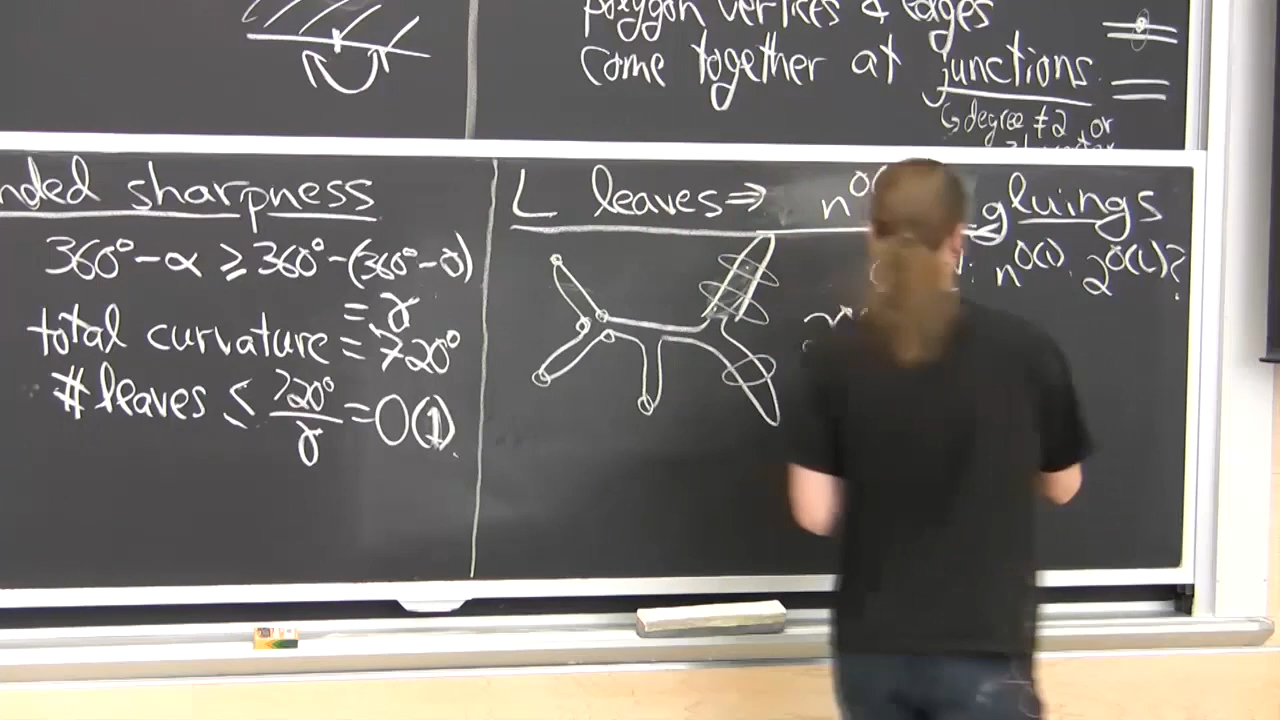 polygon vertices & edges
come together at junctions
↳ degree ≠ 2, or
nded sharpness
360° - α ≥ 360° - (360° - γ)
= γ
total curvature = 720°
# leaves ≤ 720°/γ = O(1).
L leaves ⇒ n^O( gluings
n^O(1) · 2^O(L)?